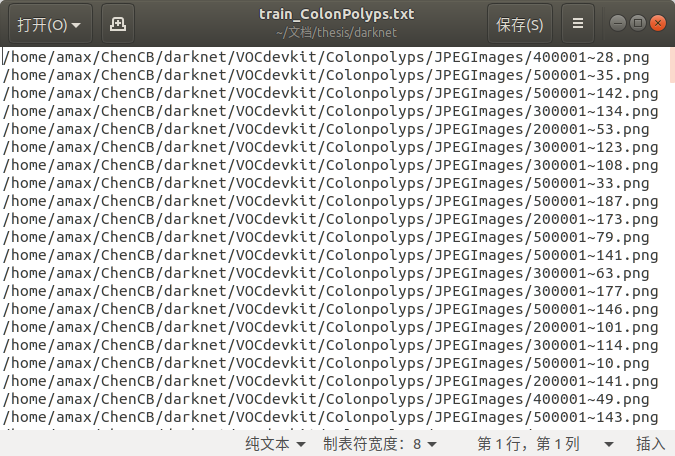 打开(O)
train_ColonPolyps.txt
~/文档/thesis/darknet
保存(S)
/home/amax/ChenCB/darknet/VOCdevkit/Colonpolyps/JPEGImages/400001~28.png
/home/amax/ChenCB/darknet/VOCdevkit/Colonpolyps/JPEGImages/500001~35.png
/home/amax/ChenCB/darknet/VOCdevkit/Colonpolyps/JPEGImages/500001~142.png
/home/amax/ChenCB/darknet/VOCdevkit/Colonpolyps/JPEGImages/300001~134.png
/home/amax/ChenCB/darknet/VOCdevkit/Colonpolyps/JPEGImages/200001~53.png
/home/amax/ChenCB/darknet/VOCdevkit/Colonpolyps/JPEGImages/300001~123.png
/home/amax/ChenCB/darknet/VOCdevkit/Colonpolyps/JPEGImages/300001~108.png
/home/amax/ChenCB/darknet/VOCdevkit/Colonpolyps/JPEGImages/500001~33.png
/home/amax/ChenCB/darknet/VOCdevkit/Colonpolyps/JPEGImages/500001~187.png
/home/amax/ChenCB/darknet/VOCdevkit/Colonpolyps/JPEGImages/200001~173.png
/home/amax/ChenCB/darknet/VOCdevkit/Colonpolyps/JPEGImages/500001~79.png
/home/amax/ChenCB/darknet/VOCdevkit/Colonpolyps/JPEGImages/500001~141.png
/home/amax/ChenCB/darknet/VOCdevkit/Colonpolyps/JPEGImages/300001~63.png
/home/amax/ChenCB/darknet/VOCdevkit/Colonpolyps/JPEGImages/300001~177.png
/home/amax/ChenCB/darknet/VOCdevkit/Colonpolyps/JPEGImages/500001~146.png
/home/amax/ChenCB/darknet/VOCdevkit/Colonpolyps/JPEGImages/200001~101.png
/home/amax/ChenCB/darknet/VOCdevkit/Colonpolyps/JPEGImages/300001~114.png
/home/amax/ChenCB/darknet/VOCdevkit/Colonpolyps/JPEGImages/500001~10.png
/home/amax/ChenCB/darknet/VOCdevkit/Colonpolyps/JPEGImages/200001~141.png
/home/amax/ChenCB/darknet/VOCdevkit/Colonpolyps/JPEGImages/400001~49.png
/home/amax/ChenCB/darknet/VOCdevkit/Colonpolyps/JPEGImages/500001~143.png
纯文本 制表符宽度：8 第 1 行，第 1 列 插入